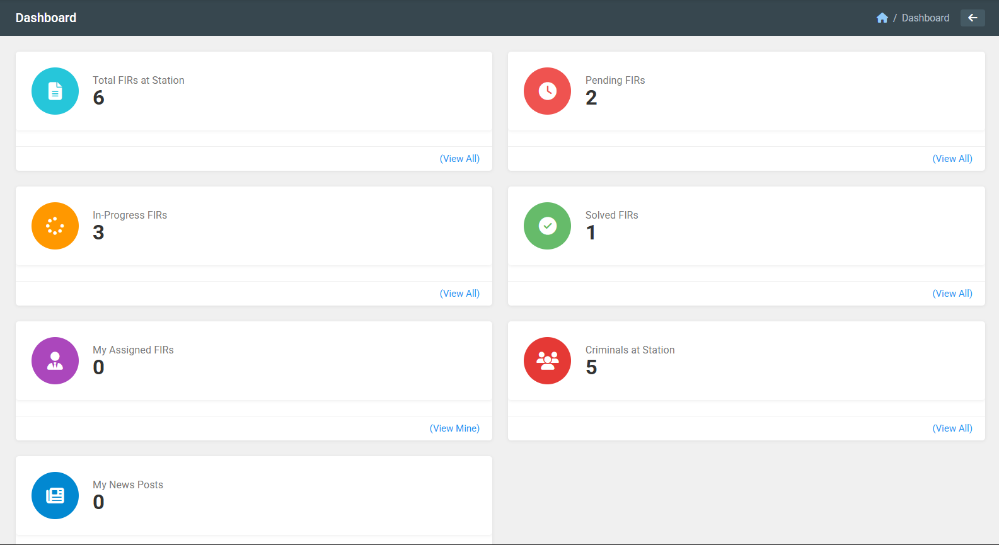 Dashboard
/ Dashboard
Total FIRs at Station
6
(View All)
Pending FIRs
2
(View All)
In-Progress FIRs
3
(View All)
Solved FIRs
1
(View All)
My Assigned FIRs
0
(View Mine)
Criminals at Station
5
(View All)
My News Posts
0